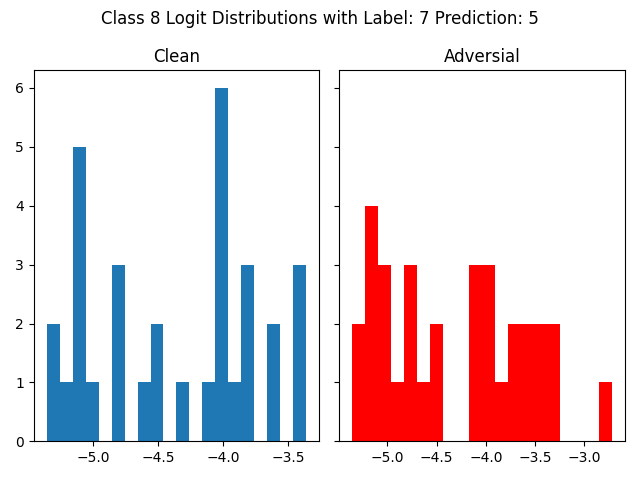 Class 8 Logit Distributions with Label: 7 Prediction: 5
Clean
Adversial
6
5
4
3
2
1
0
−5.0 −4.5 −4.0 −3.5
−5.0 −4.5 −4.0 −3.5 −3.0